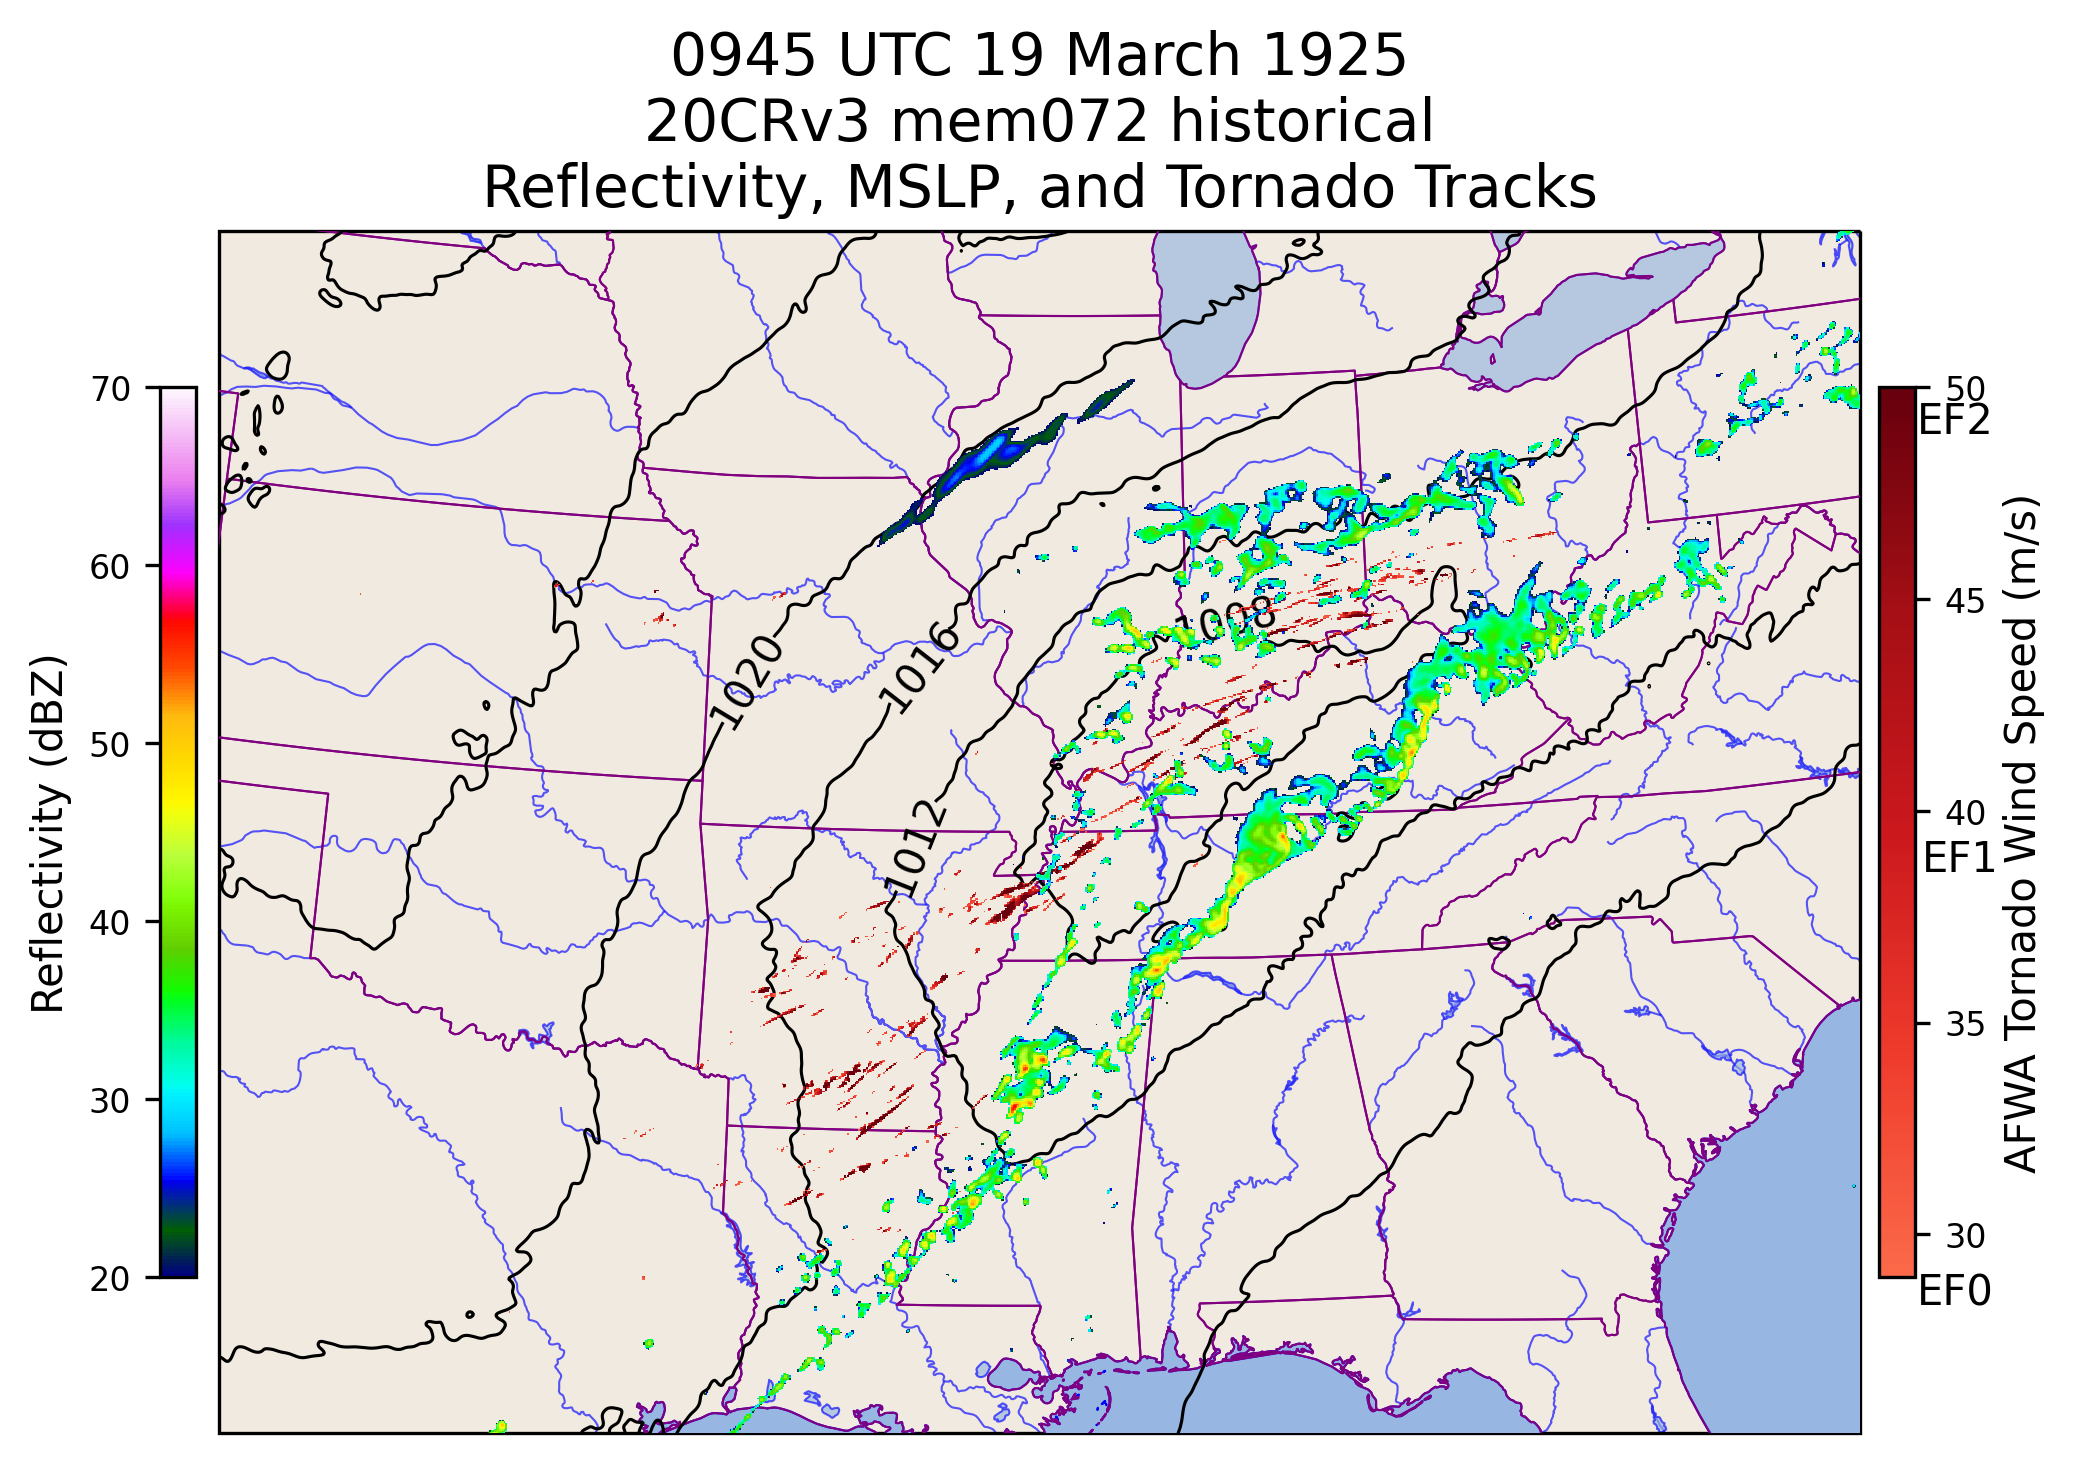 0945 UTC 19 March 1925
20CRv3 mem072 historical
Reflectivity, MSLP, and Tornado Tracks
70
60
50
40
30
20
Reflectivity (dBZ)
1020
1016
1012
1008
50
EF2
45
40
EF1
35
30
EF0
AFWA Tornado Wind Speed (m/s)